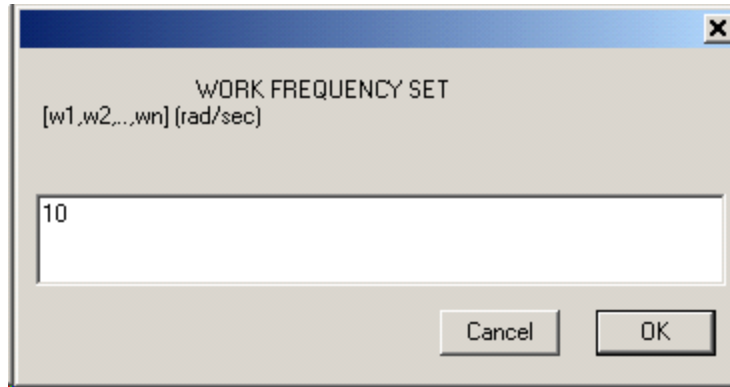 WORK FREQUENCY SET
[w1,w2,..,wn] (rad/sec)
10
Cancel OK